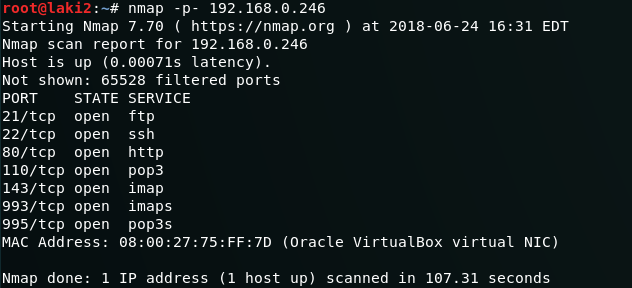 root@laki2:~# nmap -p- 192.168.0.246
Starting Nmap 7.70 ( https://nmap.org ) at 2018-06-24 16:31 EDT
Nmap scan report for 192.168.0.246
Host is up (0.00071s latency).
Not shown: 65528 filtered ports
PORT    STATE SERVICE
21/tcp  open  ftp
22/tcp  open  ssh
80/tcp  open  http
110/tcp open  pop3
143/tcp open  imap
993/tcp open  imaps
995/tcp open  pop3s
MAC Address: 08:00:27:75:FF:7D (Oracle VirtualBox virtual NIC)
Nmap done: 1 IP address (1 host up) scanned in 107.31 seconds